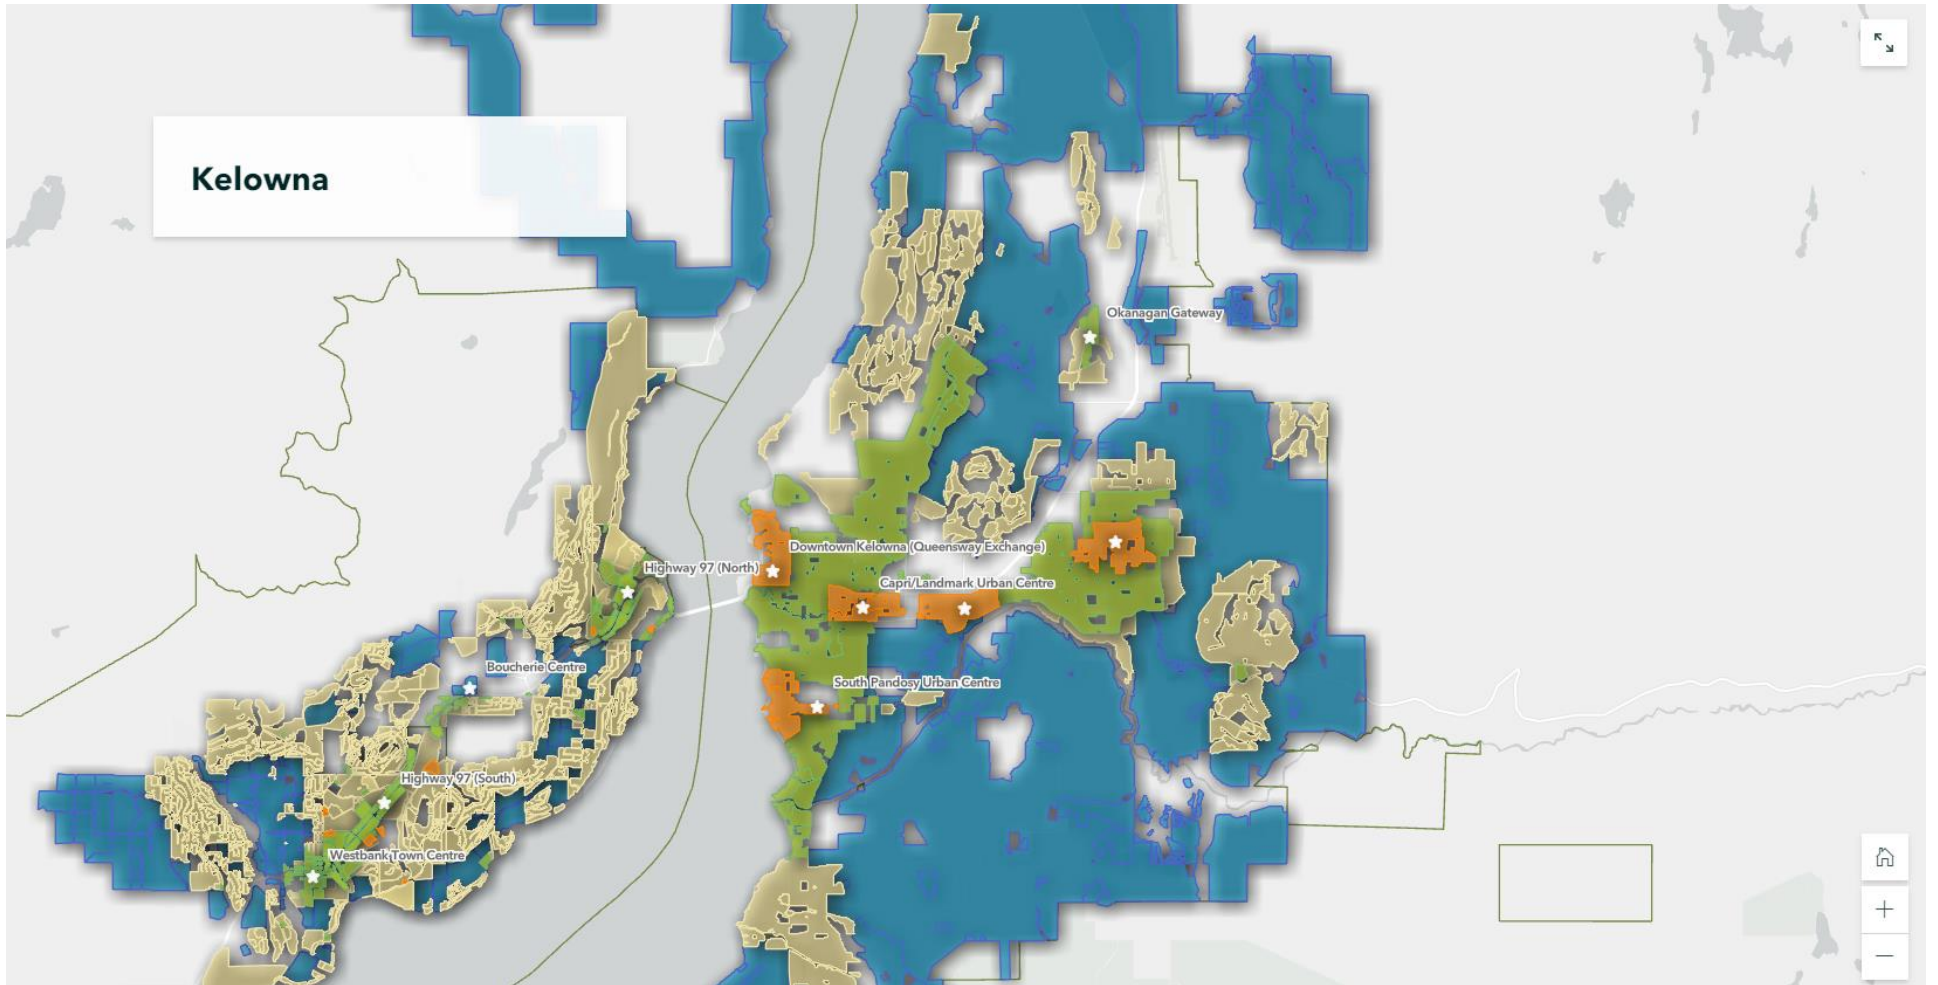 Kelowna
Okanagan Gateway
Downtown Kelowna (Queensway Exchange)
Highway 97 (North)
Capri/Landmark Urban Centre
Boucherie Centre
South Pandosy Urban Centre
Highway 97 (South)
Westbank Town Centre